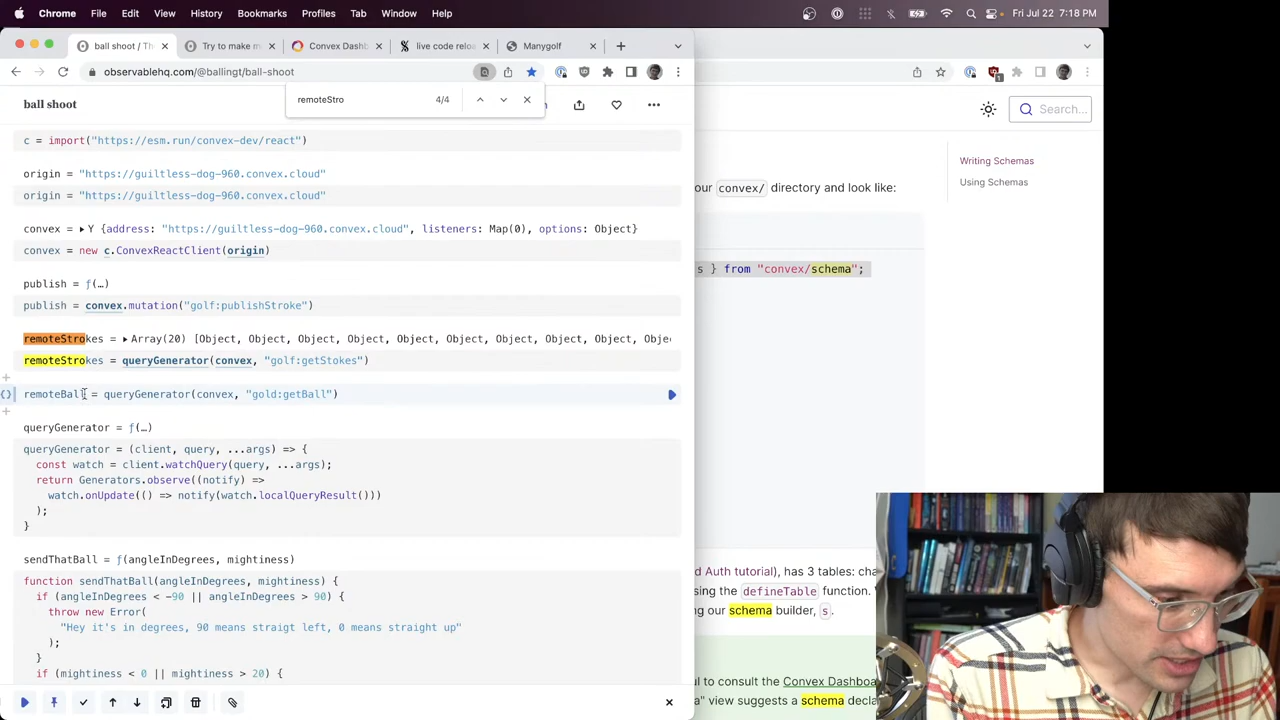 Chrome File Edit View History Bookmarks Profiles Tab Window Help Fri Jul 22 7:18 PM
ball shoot / Th Try to make m Convex Dashb live code relo Manygolf
observablehq.com/@ballingt/ball-shoot
remoteStro 4/4
ball shoot
c = import("https://esm.run/convex-dev/react")
origin = "https://guiltless-dog-960.convex.cloud"
origin = "https://guiltless-dog-960.convex.cloud"
convex = ▸ Y {address: "https://guiltless-dog-960.convex.cloud", listeners: Map(0), options: Object}
convex = new c.ConvexReactClient(origin)
publish = ƒ(…)
publish = convex.mutation("golf:publishStroke")
remoteStrokes = ▸ Array(20) [Object, Object, Object, Object, Object, Object, Object, Object, Obje
remoteStrokes = queryGenerator(convex, "golf:getStokes")
remoteBall = queryGenerator(convex, "gold:getBall")
queryGenerator = ƒ(…)
queryGenerator = (client, query, ...args) => {
const watch = client.watchQuery(query, ...args);
return Generators.observe((notify) =>
watch.onUpdate(() => notify(watch.localQueryResult()))
);
}
sendThatBall = ƒ(angleInDegrees, mightiness)
function sendThatBall(angleInDegrees, mightiness) {
if (angleInDegrees < -90 || angleInDegrees > 90) {
throw new Error(
"Hey it's in degrees, 90 means straigt left, 0 means straight up"
);
}
if (mightiness < 0 || mightiness > 20) {
1
Search...
Writing Schemas
Using Schemas
our convex/ directory and look like:
s } from "convex/schema";
d Auth tutorial), has 3 tables: cha
sing the defineTable function.
ng our schema builder, s.
ul to consult the Convex Dashboa
a" view suggests a schema decla